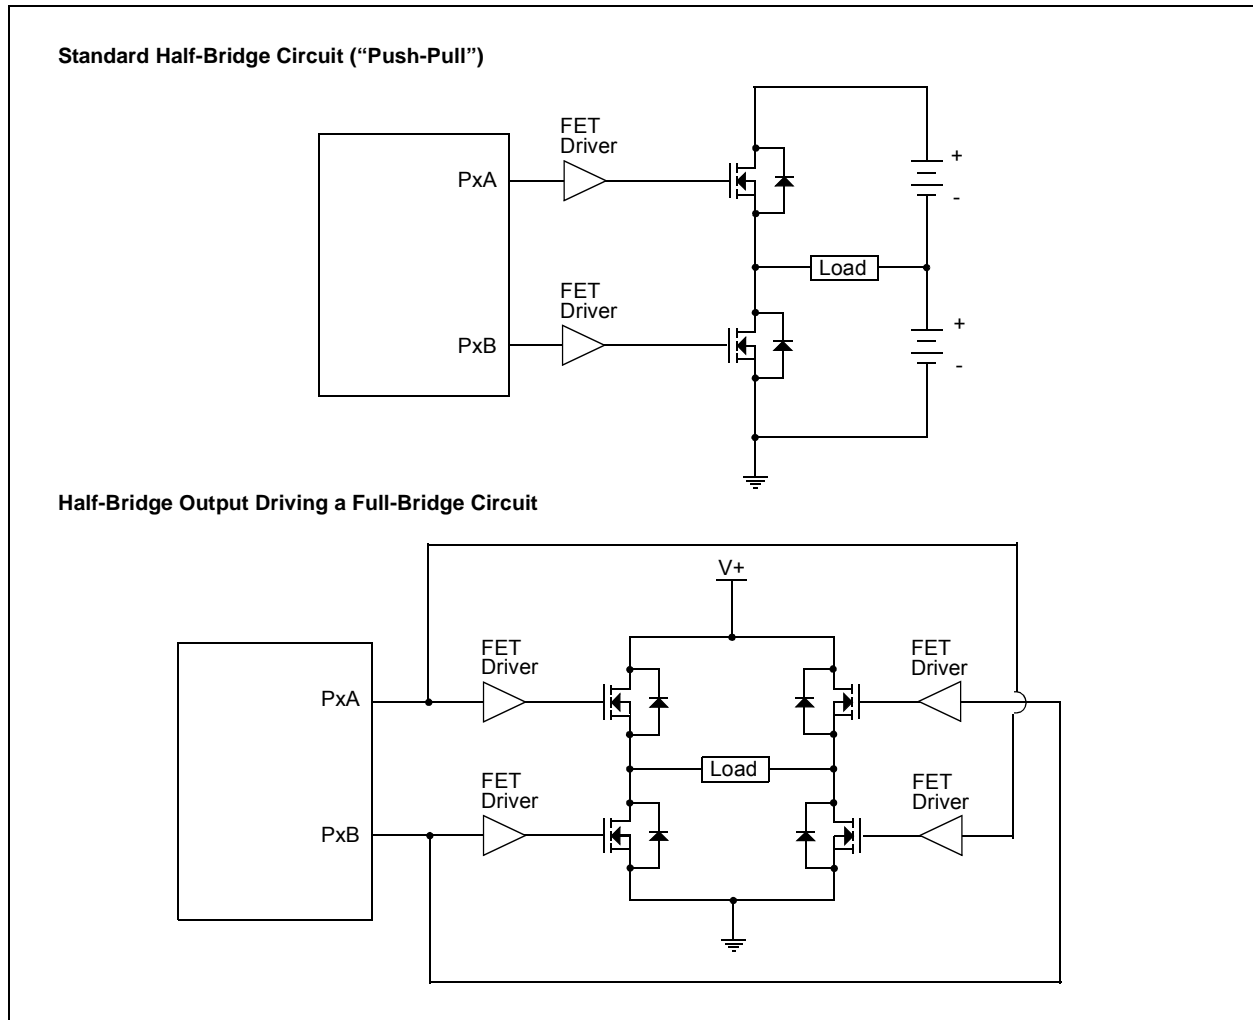 Standard Half-Bridge Circuit (“Push-Pull”)
FET
Driver
PxA
+
-
Load
FET
Driver
PxB
+
-
Half-Bridge Output Driving a Full-Bridge Circuit
V+
FET
Driver
FET
Driver
PxA
Load
FET
Driver
FET
Driver
PxB